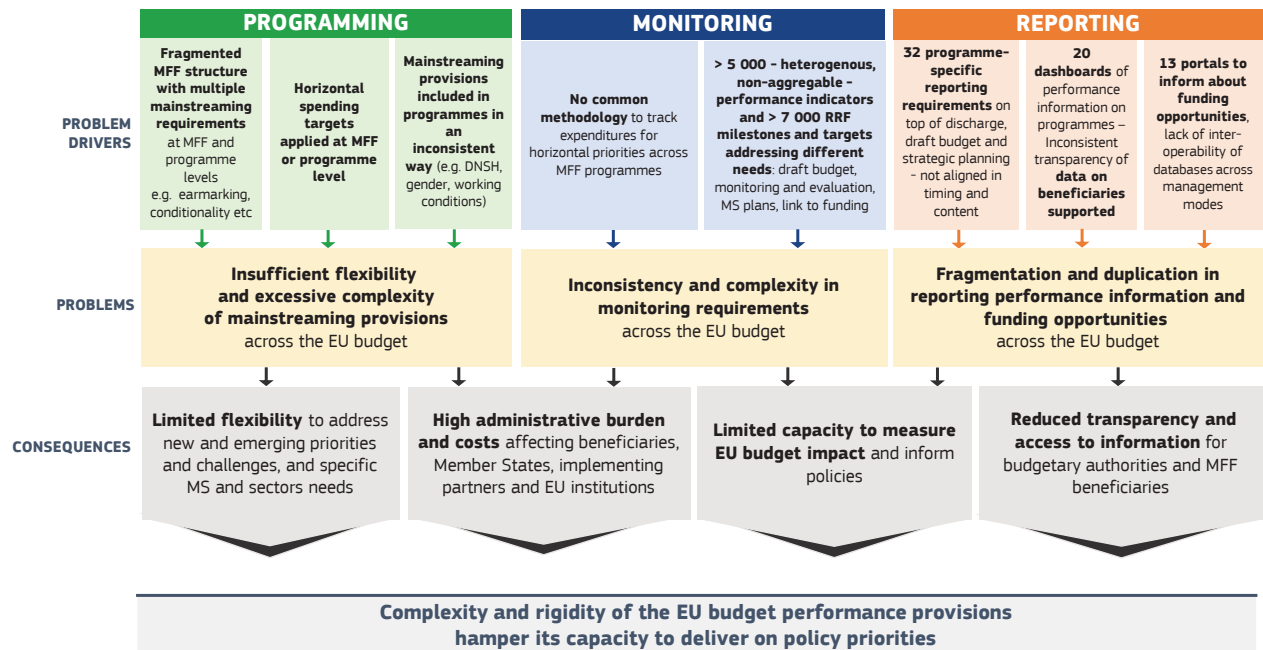 PROGRAMMING
MONITORING
REPORTING
PROBLEM
DRIVERS
Fragmented
MFF structure
with multiple
mainstreaming
requirements
at MFF and
programme
levels
e.g. earmarking,
conditionality etc
Horizontal
spending
targets
applied at MFF
or programme
level
Mainstreaming
provisions
included in
programmes in
an
inconsistent
way (e.g. DNSH,
gender, working
conditions)
No common
methodology to track
expenditures for
horizontal priorities across
MFF programmes
> 5 000 - heterogenous,
non-aggregable -
performance indicators
and > 7 000 RRF
milestones and targets
addressing different
needs: draft budget,
monitoring and evaluation,
MS plans, link to funding
32 programme-
specific
reporting
requirements on
top of discharge,
draft budget and
strategic planning
- not aligned in
timing and
content
20
dashboards of
performance
information on
programmes –
Inconsistent
transparency of
data on
beneficiaries
supported
13 portals to
inform about
funding
opportunities,
lack of inter-
operability of
databases across
management
modes
PROBLEMS
Insufficient flexibility
and excessive complexity
of mainstreaming provisions
across the EU budget
Inconsistency and complexity in
monitoring requirements
across the EU budget
Fragmentation and duplication in
reporting performance information and
funding opportunities
across the EU budget
CONSEQUENCES
Limited flexibility to address
new and emerging priorities
and challenges, and specific
MS and sectors needs
High administrative burden
and costs affecting beneficiaries,
Member States, implementing
partners and EU institutions
Limited capacity to measure
EU budget impact and inform
policies
Reduced transparency and
access to information for
budgetary authorities and MFF
beneficiaries
Complexity and rigidity of the EU budget performance provisions
hamper its capacity to deliver on policy priorities